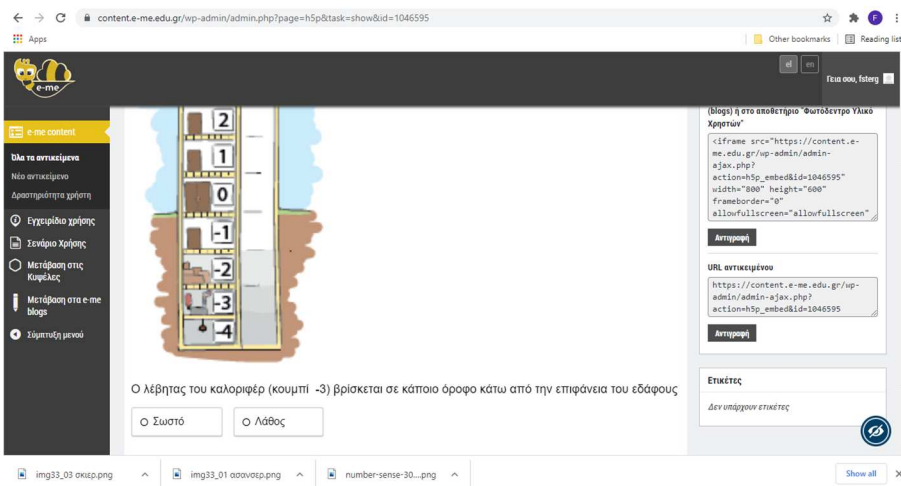 content.e-me.edu.gr/wp-admin/admin.php?page=h5p&task=show&id=1046595
F
Apps
Other bookmarks
Reading list
e-me
el
en
Γεια σου, fsterg
e-me content
Όλα τα αντικείμενα
Νέο αντικείμενο
Δραστηριότητα χρήστη
Εγχειρίδιο χρήσης
Σενάριο Χρήσης
Μετάβαση στις
Κυψέλες
Μετάβαση στα e-me
blogs
Σύμπτυξη μενού
2
1
0
-1
-2
-3
-4
Ο λέβητας του καλοριφέρ (κουμπί -3) βρίσκεται σε κάποιο όροφο κάτω από την επιφάνεια του εδάφους
Σωστό
Λάθος
(blogs) ή στο αποθετήριο "Φωτόδεντρο Υλικό
Χρηστών"
<iframe src="https://content.e-
me.edu.gr/wp-admin/admin-
ajax.php?
action=h5p_embed&id=1046595"
width="800" height="600"
frameborder="0"
allowfullscreen="allowfullscreen"
Αντιγραφή
URL αντικειμένου
https://content.e-me.edu.gr/wp-
admin/admin-ajax.php?
action=h5p_embed&id=1046595
Αντιγραφή
Ετικέτες
Δεν υπάρχουν ετικέτες
img33_03 σκιερ.png
img33_01 ασανσερ.png
number-sense-30....png
Show all